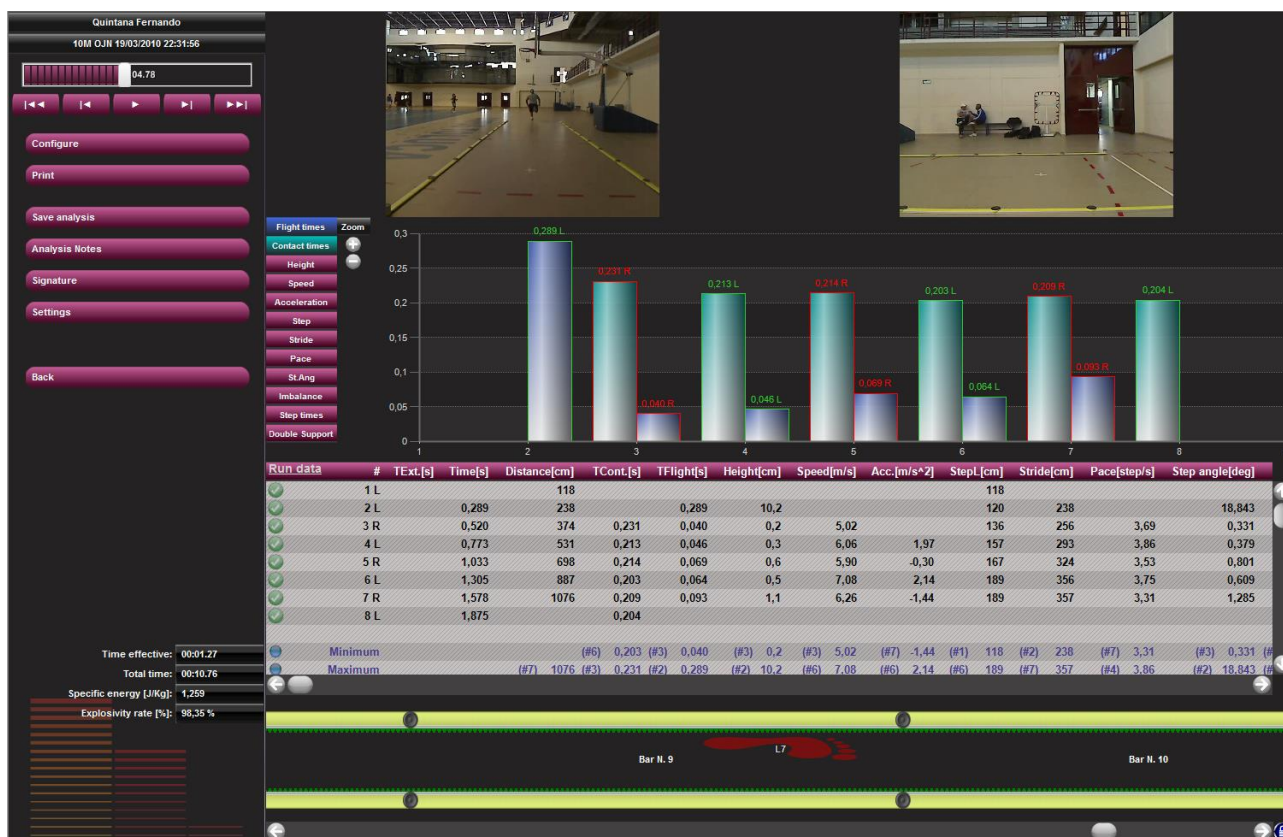 Quintana Fernando
10M OJN 19/03/2010 22:31:56
04.78
Configure
Print
Save analysis
Analysis Notes
Signature
Settings
Back
Time effective: 00:01.27
Total time: 00:10.76
Specific energy [J/Kg]: 1,259
Explosivity rate [%]: 98,35 %
Flight times Zoom
Contact times
Height
Speed
Acceleration
Step
Stride
Pace
St.Ang
Imbalance
Step times
Double Support
0,3
0,25
0,2
0,15
0,1
0,05
0
0,289 L
0,231 R
0,040 R
0,213 L
0,046 L
0,214 R
0,069 R
0,203 L
0,064 L
0,209 R
0,093 R
0,204 L
1 2 3 4 5 6 7 8
Run data # TExt.[s] Time[s] Distance[cm] TCont.[s] TFlight[s] Height[cm] Speed[m/s] Acc.[m/s^2] StepL[cm] Stride[cm] Pace[step/s] Step angle[deg]
1 L 118 118
2 L 0,289 238 0,289 10,2 120 238 18,843
3 R 0,520 374 0,231 0,040 0,2 5,02 136 256 3,69 0,331
4 L 0,773 531 0,213 0,046 0,3 6,06 1,97 157 293 3,86 0,379
5 R 1,033 698 0,214 0,069 0,6 5,90 -0,30 167 324 3,53 0,801
6 L 1,305 887 0,203 0,064 0,5 7,08 2,14 189 356 3,75 0,609
7 R 1,578 1076 0,209 0,093 1,1 6,26 -1,44 189 357 3,31 1,285
8 L 1,875 0,204
Minimum (#6) 0,203 (#3) 0,040 (#3) 0,2 (#3) 5,02 (#7) -1,44 (#1) 118 (#2) 238 (#7) 3,31 (#3) 0,331 (#
Maximum (#7) 1076 (#3) 0,231 (#2) 0,289 (#2) 10,2 (#6) 7,08 (#6) 2,14 (#6) 189 (#7) 357 (#4) 3,86 (#2) 18,843 (#
Bar N. 9 L7 Bar N. 10